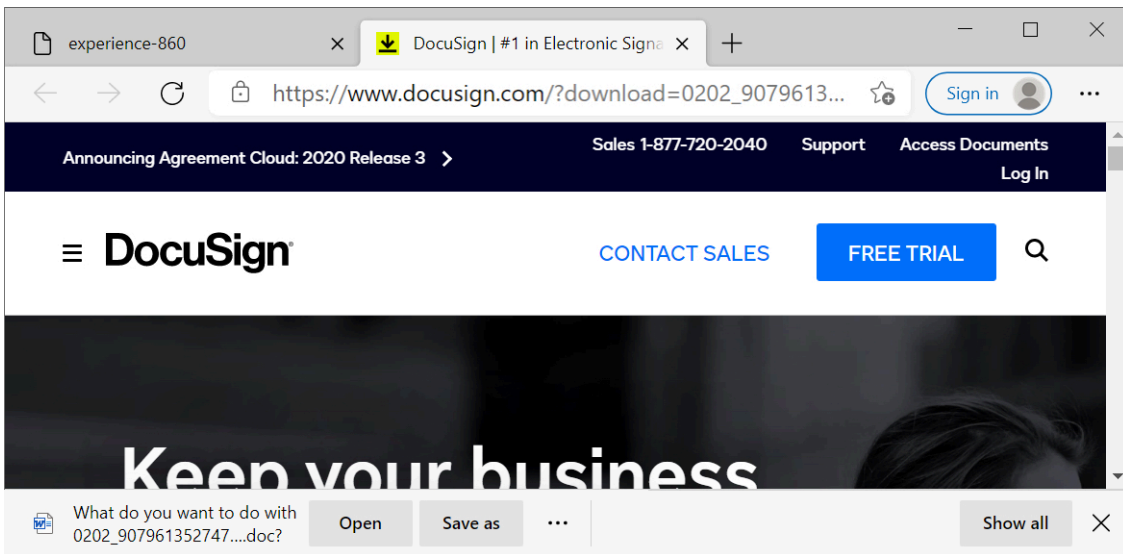 experience-860
DocuSign | #1 in Electronic Signa
https://www.docusign.com/?download=0202_9079613...
Sign in
Announcing Agreement Cloud: 2020 Release 3
Sales 1-877-720-2040 Support Access Documents
Log In
DocuSign
CONTACT SALES
FREE TRIAL
Keep your business
What do you want to do with
0202_907961352747....doc?
Open
Save as
Show all